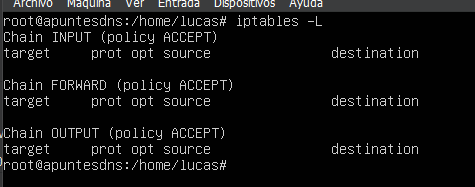 Archivo Máquina Ver Entrada Dispositivos Ayuda
root@apuntesdns:/home/lucas# iptables -L
Chain INPUT (policy ACCEPT)
target     prot opt source               destination
Chain FORWARD (policy ACCEPT)
target     prot opt source               destination
Chain OUTPUT (policy ACCEPT)
target     prot opt source               destination
root@apuntesdns:/home/lucas#